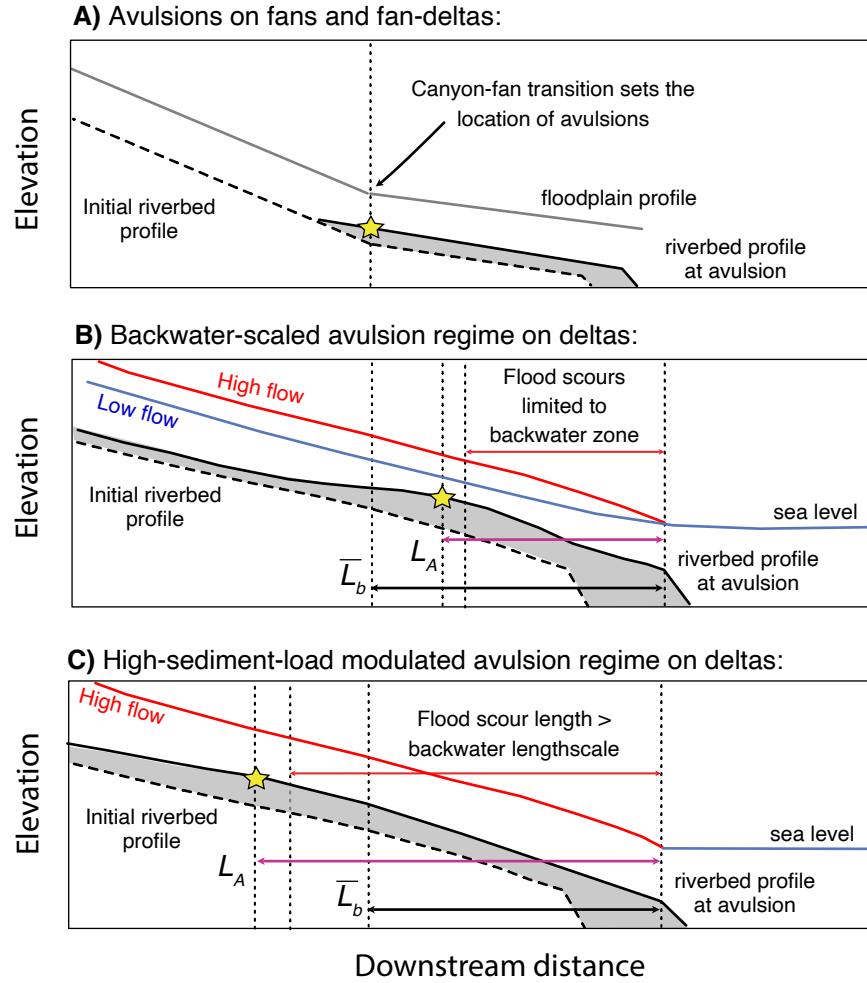 A) Avulsions on fans and fan-deltas:
Canyon-fan transition sets the
location of avulsions
Elevation
Initial riverbed
profile
floodplain profile
riverbed profile
at avulsion
B) Backwater-scaled avulsion regime on deltas:
High flow
Low flow
Flood scours
limited to
backwater zone
Elevation
Initial riverbed
profile
sea level
L_A
L̅_b
riverbed profile
at avulsion
C) High-sediment-load modulated avulsion regime on deltas:
High flow
Flood scour length >
backwater lengthscale
Elevation
Initial riverbed
profile
sea level
L_A
L̅_b
riverbed profile
at avulsion
Downstream distance